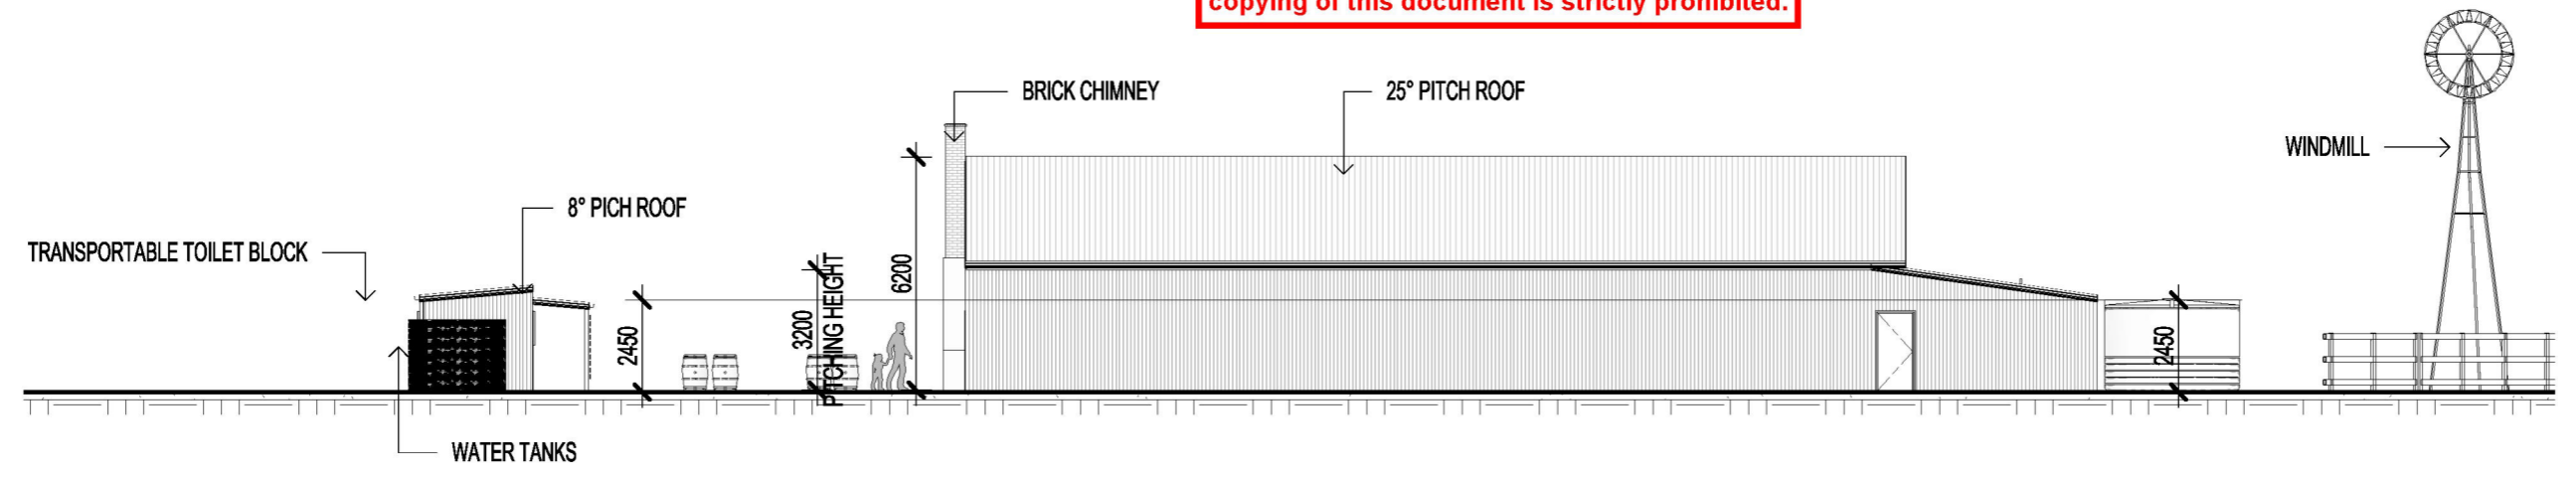 copying of this document is strictly prohibited.
BRICK CHIMNEY
25° PITCH ROOF
WINDMILL
8° PICH ROOF
TRANSPORTABLE TOILET BLOCK
6200
PITCHING HEIGHT
3200
2450
2450
WATER TANKS